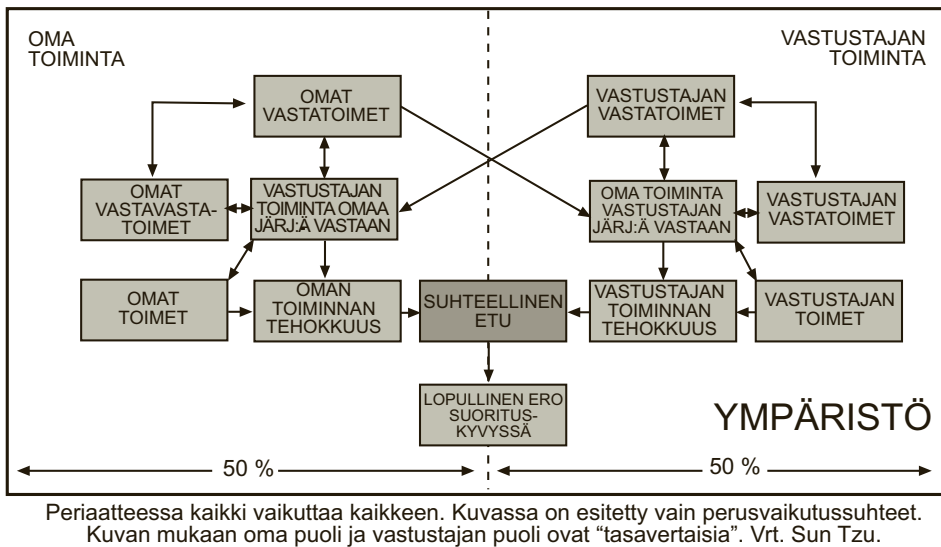 OMA
TOIMINTA
VASTUSTAJAN
TOIMINTA
OMAT
VASTATOIMET
VASTUSTAJAN
VASTATOIMET
OMAT
VASTAVASTA-
TOIMET
VASTUSTAJAN
TOIMINTA OMAA
JÄRJ:Ä VASTAAN
OMA TOIMINTA
VASTUSTAJAN
JÄRJ:Ä VASTAAN
VASTUSTAJAN
VASTATOIMET
OMAT
TOIMET
OMAN
TOIMINNAN
TEHOKKUUS
SUHTEELLINEN
ETU
VASTUSTAJAN
TOIMINNAN
TEHOKKUUS
VASTUSTAJAN
TOIMET
LOPULLINEN ERO
SUORITUS-
KYVYSSÄ
YMPÄRISTÖ
50 %
50 %
Periaatteessa kaikki vaikuttaa kaikkeen. Kuvassa on esitetty vain perusvaikutussuhteet.
Kuvan mukaan oma puoli ja vastustajan puoli ovat “tasavertaisia”. Vrt. Sun Tzu.